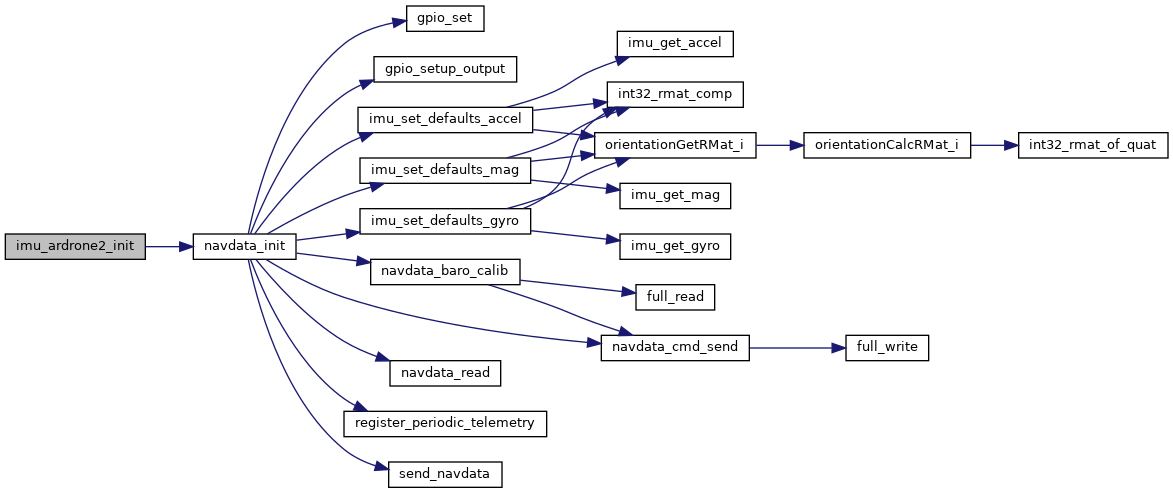 gpio_set
imu_get_accel
gpio_setup_output
int32_rmat_comp
imu_set_defaults_accel
orientationGetRMat_i
orientationCalcRMat_i
int32_rmat_of_quat
imu_set_defaults_mag
imu_get_mag
imu_set_defaults_gyro
imu_ardrone2_init
navdata_init
imu_get_gyro
navdata_baro_calib
full_read
navdata_cmd_send
full_write
navdata_read
register_periodic_telemetry
send_navdata